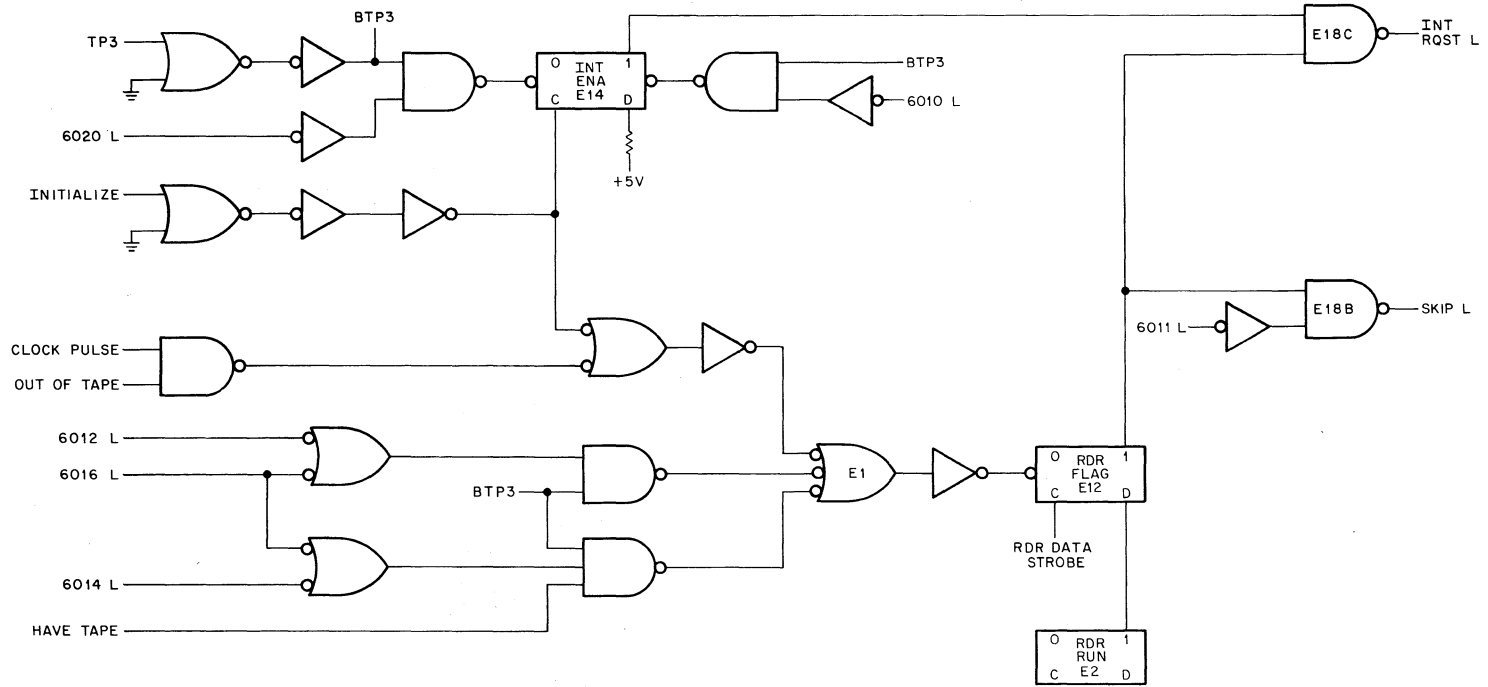 BTP3
TP3
6020 L
INITIALIZE
O 1
INT
ENA
E14
C D
+5V
BTP3
6010 L
E18C
INT
RQST L
6011 L
E18B
SKIP L
CLOCK PULSE
OUT OF TAPE
6012 L
6016 L
BTP3
6014 L
HAVE TAPE
E1
O 1
RDR
FLAG
E12
C D
RDR DATA
STROBE
O 1
RDR
RUN
E2
C D